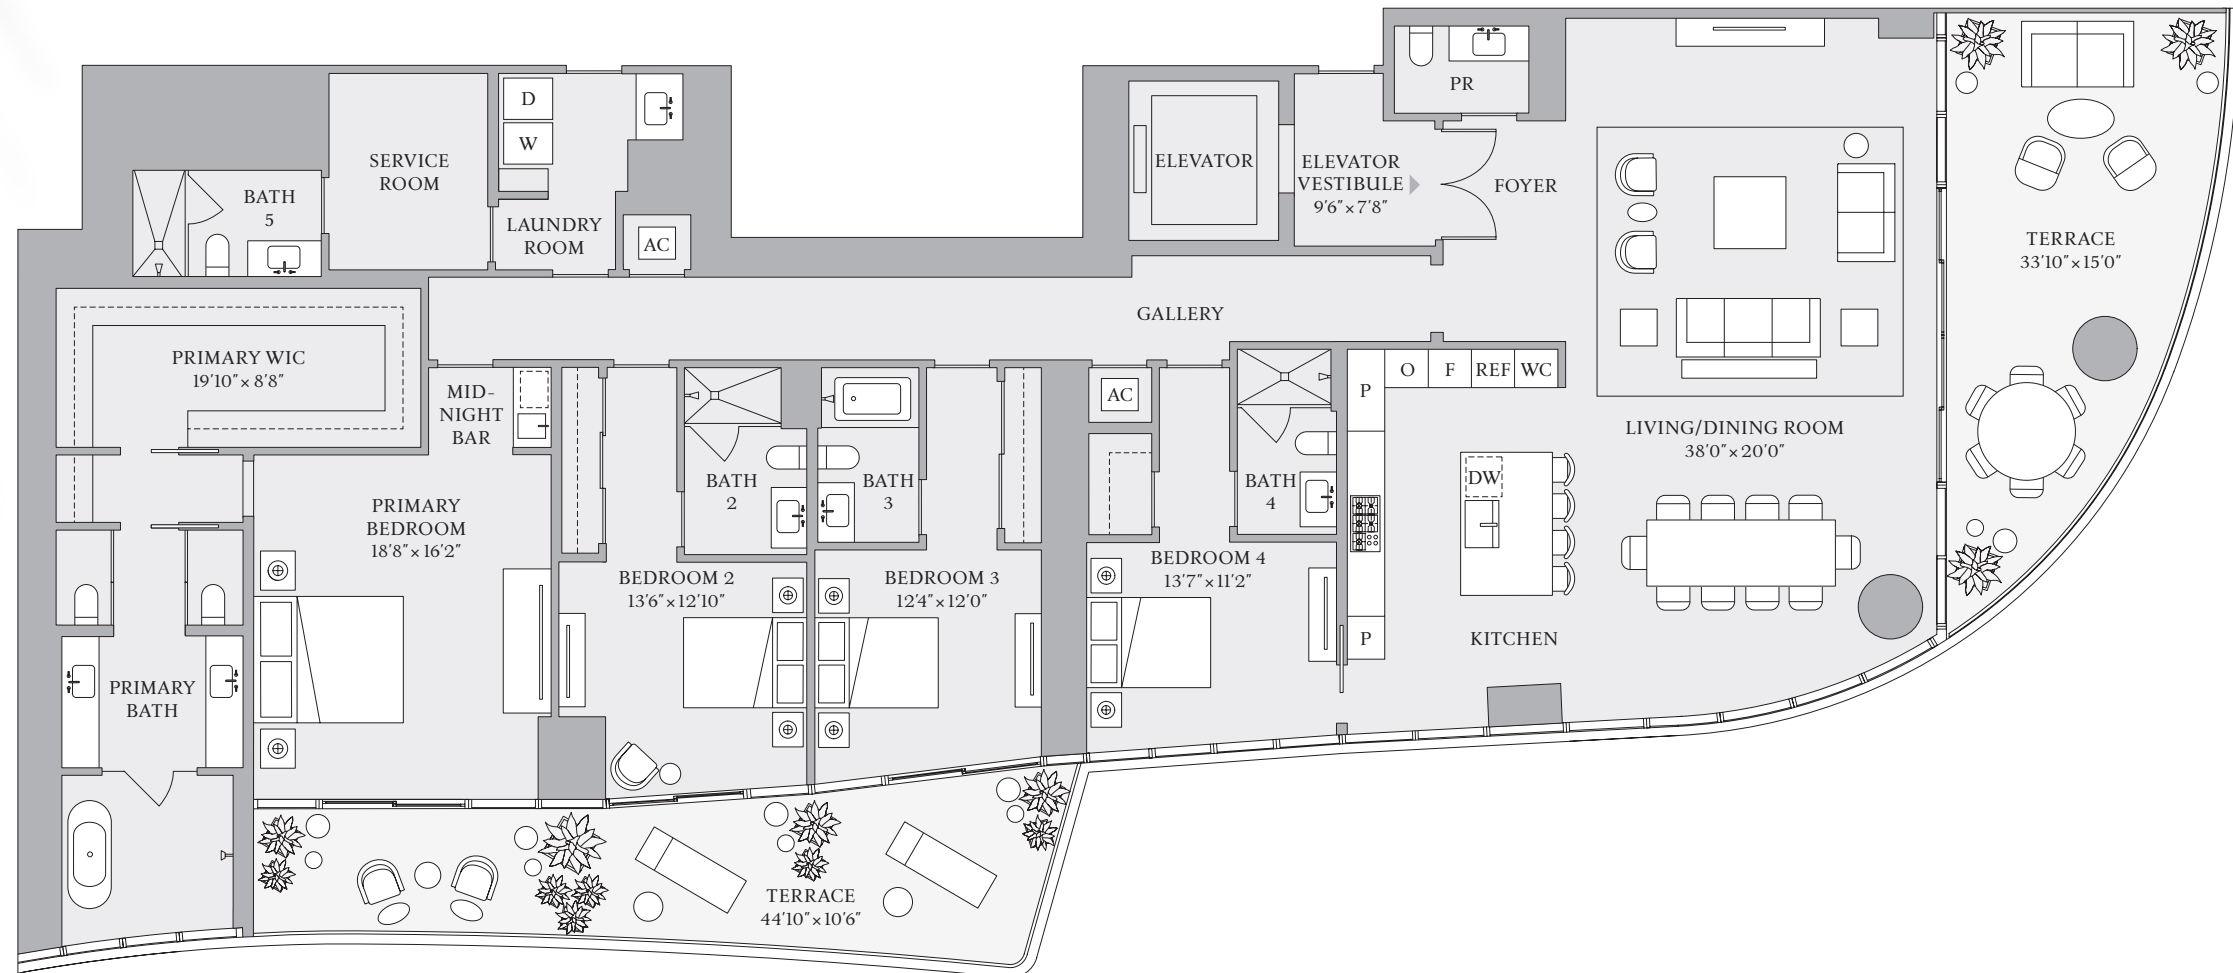 D
W
SERVICE
ROOM
BATH
5
LAUNDRY
ROOM
AC
PR
ELEVATOR
ELEVATOR
VESTIBULE
9'6" × 7'8"
FOYER
TERRACE
33'10" × 15'0"
GALLERY
PRIMARY WIC
19'10" × 8'8"
MID-
NIGHT
BAR
AC
P
O
F
REF
WC
LIVING/DINING ROOM
38'0" × 20'0"
PRIMARY
BEDROOM
18'8" × 16'2"
BATH
2
BATH
3
BATH
4
DW
BEDROOM 2
13'6" × 12'10"
BEDROOM 3
12'4" × 12'0"
BEDROOM 4
13'7" × 11'2"
P
KITCHEN
PRIMARY
BATH
TERRACE
44'10" × 10'6"